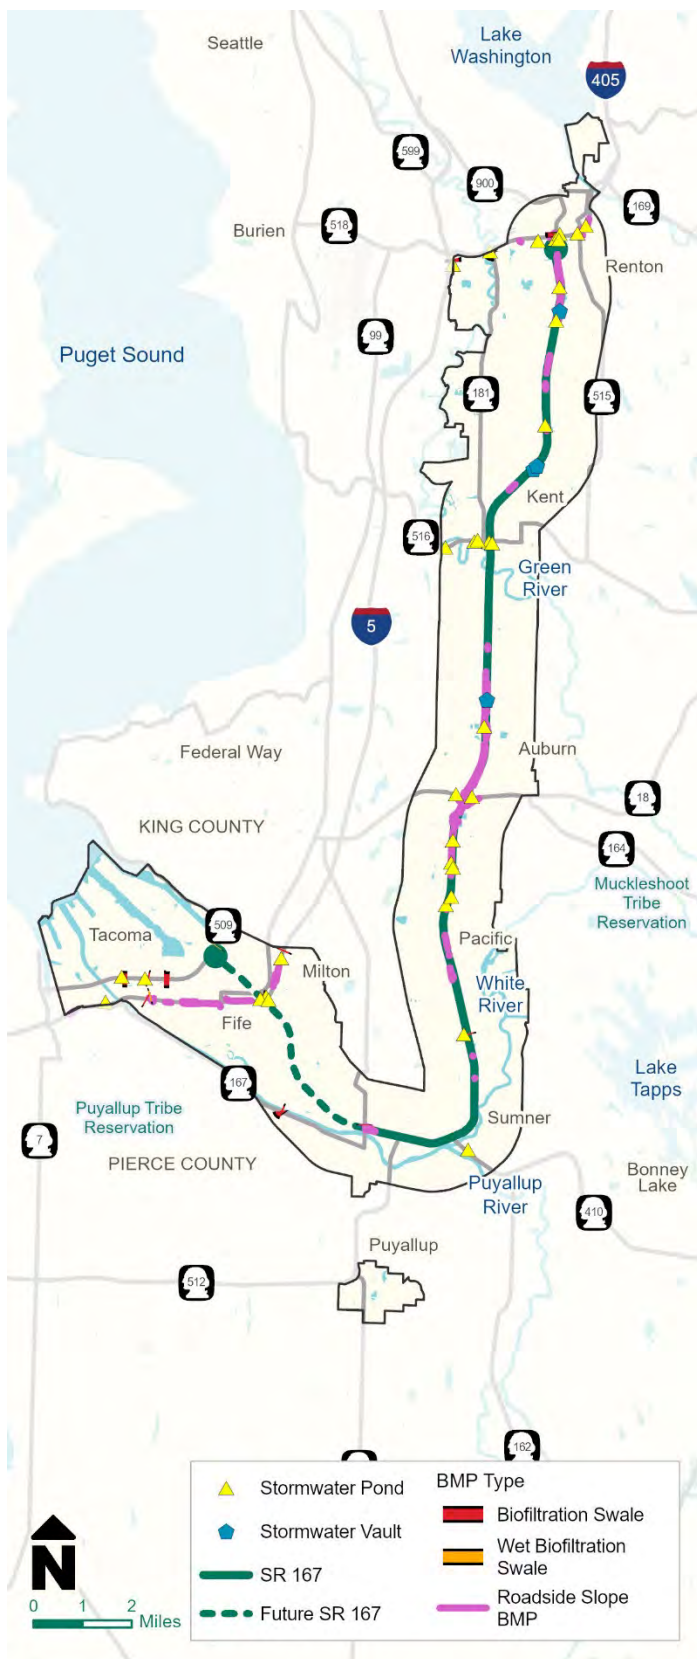 Lake
Washington
Seattle
405
599
900
169
Burien
518
Renton
Puget Sound
99
181
515
Kent
516
Green
River
5
Federal Way
Auburn
18
KING COUNTY
164
Muckleshoot
Tribe
Reservation
509
Tacoma
Pacific
Milton
White
River
Fife
Lake
Tapps
167
Puyallup Tribe
Reservation
Sumner
7
PIERCE COUNTY
Bonney
Lake
Puyallup
River
410
Puyallup
512
162
Stormwater Pond
Stormwater Vault
SR 167
Future SR 167
BMP Type
Biofiltration Swale
Wet Biofiltration
Swale
Roadside Slope
BMP
N
0 1 2
Miles